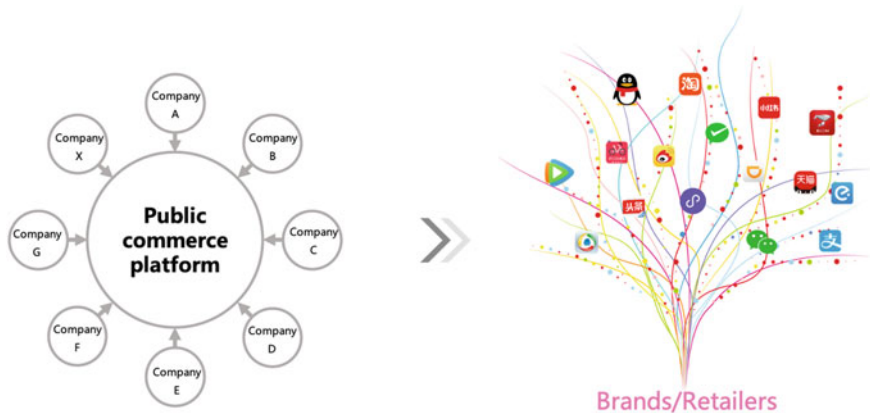 Company
A
Company
X
Company
B
Public
commerce
platform
Company
G
Company
C
Company
F
Company
D
Company
E
淘
小红书
天猫
头条
支
Brands/Retailers